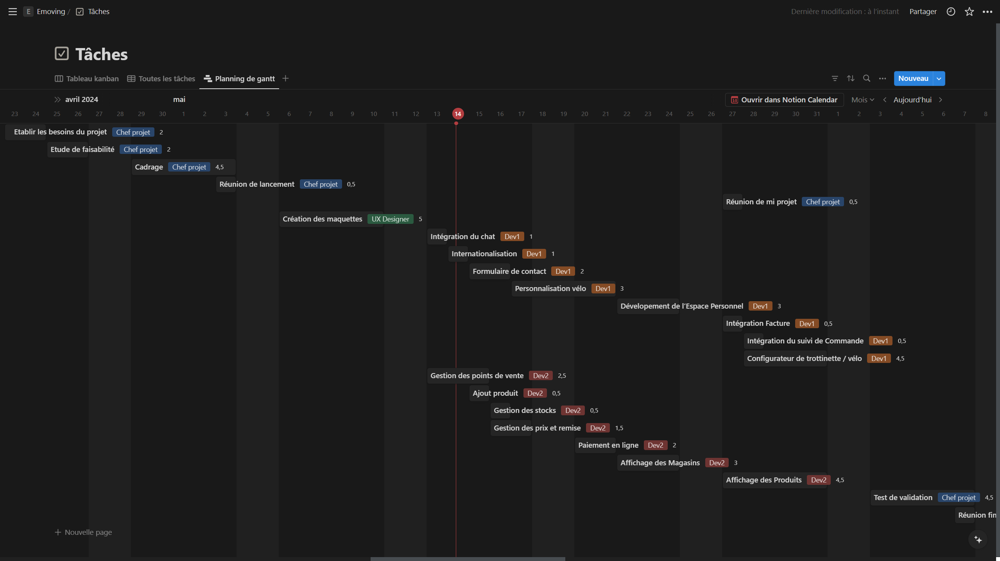 E Emoving / Tâches
Dernière modification : à l'instant Partager
Tâches
Tableau kanban Toutes les tâches Planning de gantt
Nouveau
avril 2024 mai
14 Ouvrir dans Notion Calendar Mois Aujourd'hui
23 24 25 26 27 28 29 30 1 2 3 4 5 6 7 8 9 10 11 12 13 14 15 16 17 18 19 20 21 22 23 24 25 26 27 28 29 30 31 1 2 3 4 5 6 7 8
Etablir les besoins du projet Chef projet 2
Etude de faisabilité Chef projet 2
Cadrage Chef projet 4,5
Réunion de lancement Chef projet 0,5
Réunion de mi projet Chef projet 0,5
Création des maquettes UX Designer 5
Intégration du chat Dev1 1
Internationalisation Dev1 1
Formulaire de contact Dev1 2
Personnalisation vélo Dev1 3
Dévelopement de l'Espace Personnel Dev1 3
Intégration Facture Dev1 0,5
Intégration du suivi de Commande Dev1 0,5
Configurateur de trottinette / vélo Dev1 4,5
Gestion des points de vente Dev2 2,5
Ajout produit Dev2 0,5
Gestion des stocks Dev2 0,5
Gestion des prix et remise Dev2 1,5
Paiement en ligne Dev2 2
Affichage des Magasins Dev2 3
Affichage des Produits Dev2 4,5
Test de validation Chef projet 4,5
Réunion fin
Nouvelle page